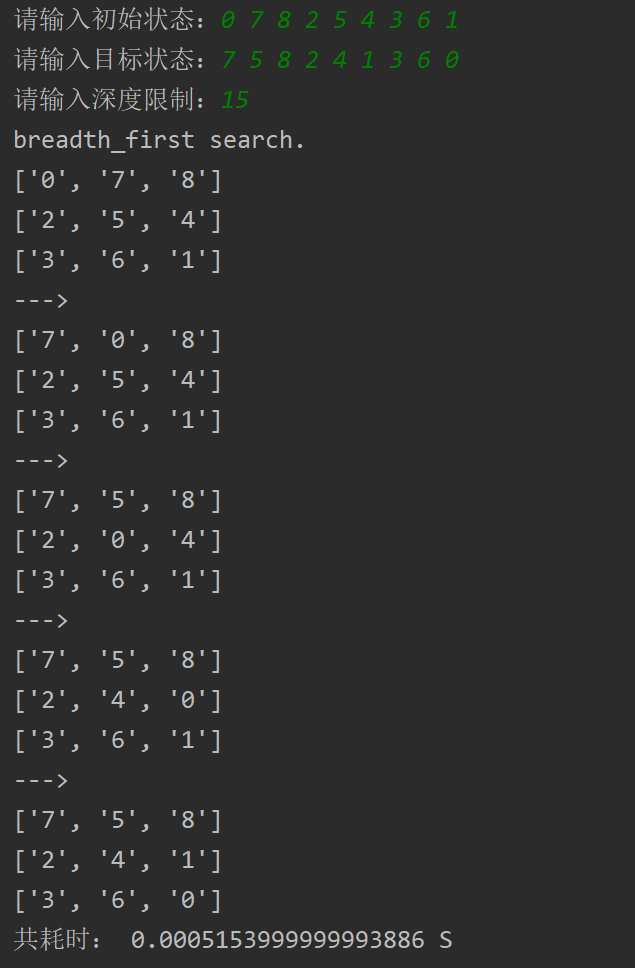 请输入初始状态：0 7 8 2 5 4 3 6 1
请输入目标状态：7 5 8 2 4 1 3 6 0
请输入深度限制：15
breadth_first search.
['0', '7', '8']
['2', '5', '4']
['3', '6', '1']
--->
['7', '0', '8']
['2', '5', '4']
['3', '6', '1']
--->
['7', '5', '8']
['2', '0', '4']
['3', '6', '1']
--->
['7', '5', '8']
['2', '4', '0']
['3', '6', '1']
--->
['7', '5', '8']
['2', '4', '1']
['3', '6', '0']
共耗时： 0.0005153999999993886 S